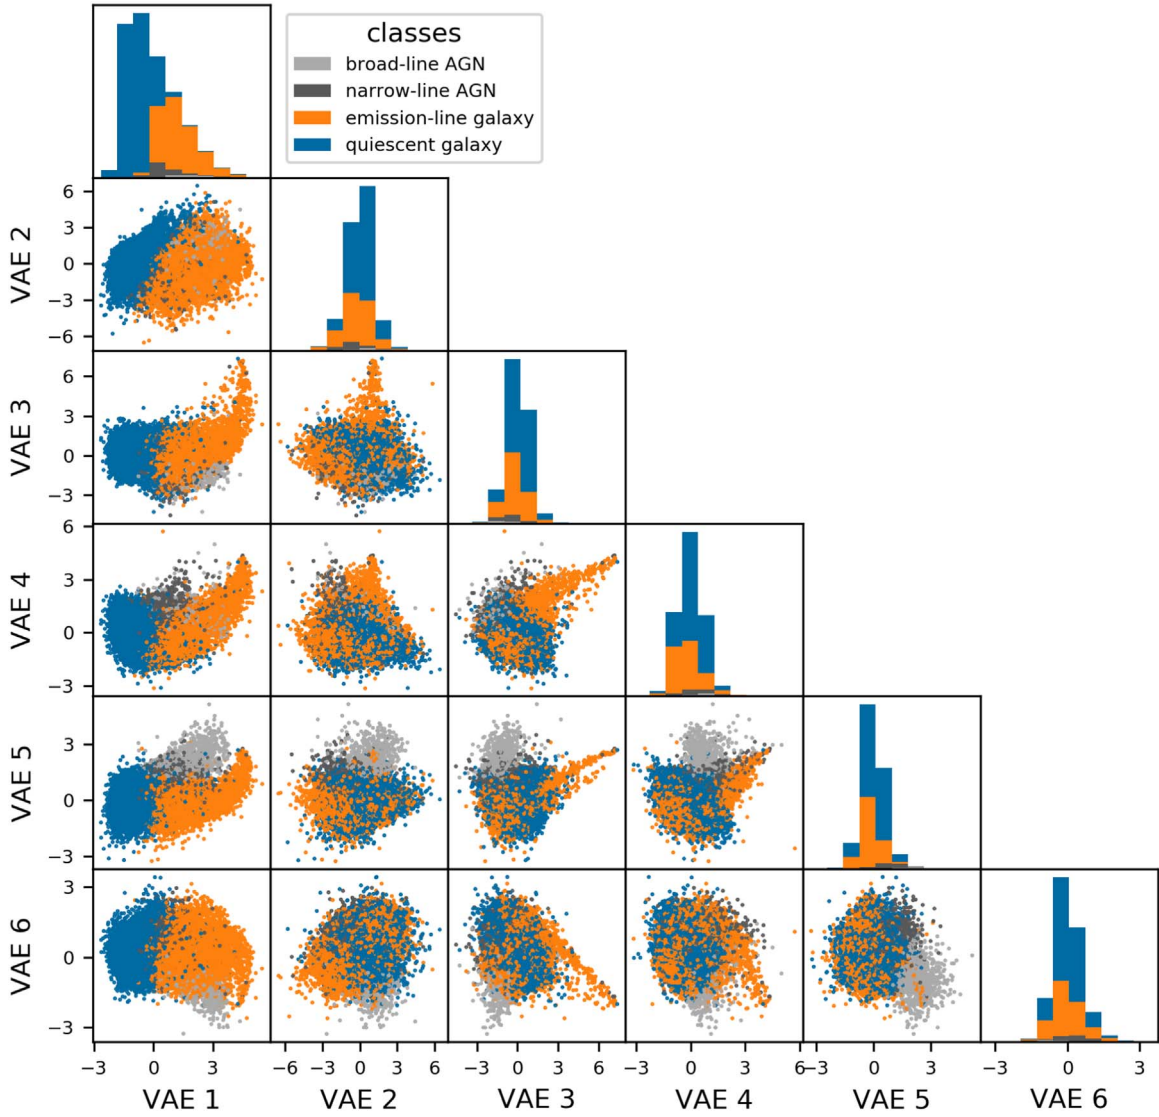 classes
broad-line AGN
narrow-line AGN
emission-line galaxy
quiescent galaxy
6
3
0
−3
−6
VAE 2
6
3
0
−3
VAE 3
6
3
0
−3
VAE 4
3
0
−3
VAE 5
3
0
−3
VAE 6
−3 0 3 −6 −3 0 3 6 −3 0 3 6 −3 0 3 6 −3 0 3 −3 0 3
VAE 1 VAE 2 VAE 3 VAE 4 VAE 5 VAE 6